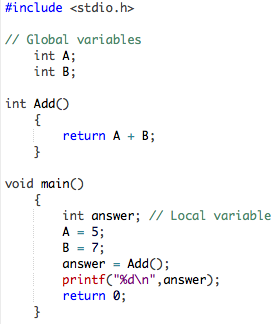 #include <stdio.h>
// Global variables
int A;
int B;
int Add()
{
return A + B;
}
void main()
{
int answer; // Local variable
A = 5;
B = 7;
answer = Add();
printf("%d\n",answer);
return 0;
}